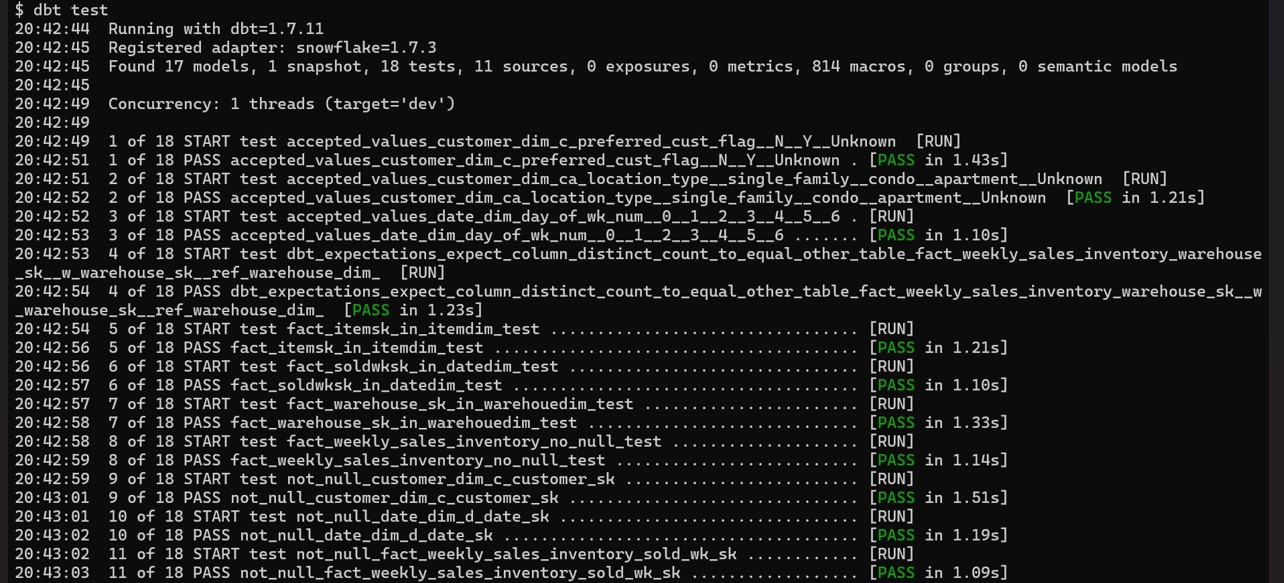 $ dbt test
20:42:44  Running with dbt=1.7.11
20:42:45  Registered adapter: snowflake=1.7.3
20:42:45  Found 17 models, 1 snapshot, 18 tests, 11 sources, 0 exposures, 0 metrics, 814 macros, 0 groups, 0 semantic models
20:42:45
20:42:49  Concurrency: 1 threads (target='dev')
20:42:49
20:42:49  1 of 18 START test accepted_values_customer_dim_c_preferred_cust_flag__N__Y__Unknown  [RUN]
20:42:51  1 of 18 PASS accepted_values_customer_dim_c_preferred_cust_flag__N__Y__Unknown . [PASS in 1.43s]
20:42:51  2 of 18 START test accepted_values_customer_dim_ca_location_type__single_family__condo__apartment__Unknown  [RUN]
20:42:52  2 of 18 PASS accepted_values_customer_dim_ca_location_type__single_family__condo__apartment__Unknown  [PASS in 1.21s]
20:42:52  3 of 18 START test accepted_values_date_dim_day_of_wk_num__0__1__2__3__4__5__6 . [RUN]
20:42:53  3 of 18 PASS accepted_values_date_dim_day_of_wk_num__0__1__2__3__4__5__6 ....... [PASS in 1.10s]
20:42:53  4 of 18 START test dbt_expectations_expect_column_distinct_count_to_equal_other_table_fact_weekly_sales_inventory_warehouse
_sk__w_warehouse_sk__ref_warehouse_dim_  [RUN]
20:42:54  4 of 18 PASS dbt_expectations_expect_column_distinct_count_to_equal_other_table_fact_weekly_sales_inventory_warehouse_sk__w
_warehouse_sk__ref_warehouse_dim_  [PASS in 1.23s]
20:42:54  5 of 18 START test fact_itemsk_in_itemdim_test ................................. [RUN]
20:42:56  5 of 18 PASS fact_itemsk_in_itemdim_test ....................................... [PASS in 1.21s]
20:42:56  6 of 18 START test fact_soldwksk_in_datedim_test ............................... [RUN]
20:42:57  6 of 18 PASS fact_soldwksk_in_datedim_test ..................................... [PASS in 1.10s]
20:42:57  7 of 18 START test fact_warehouse_sk_in_warehouedim_test ....................... [RUN]
20:42:58  7 of 18 PASS fact_warehouse_sk_in_warehouedim_test ............................. [PASS in 1.33s]
20:42:58  8 of 18 START test fact_weekly_sales_inventory_no_null_test .................... [RUN]
20:42:59  8 of 18 PASS fact_weekly_sales_inventory_no_null_test .......................... [PASS in 1.14s]
20:42:59  9 of 18 START test not_null_customer_dim_c_customer_sk ......................... [RUN]
20:43:01  9 of 18 PASS not_null_customer_dim_c_customer_sk ............................... [PASS in 1.51s]
20:43:01  10 of 18 START test not_null_date_dim_d_date_sk ................................ [RUN]
20:43:02  10 of 18 PASS not_null_date_dim_d_date_sk ...................................... [PASS in 1.19s]
20:43:02  11 of 18 START test not_null_fact_weekly_sales_inventory_sold_wk_sk ............ [RUN]
20:43:03  11 of 18 PASS not_null_fact_weekly_sales_inventory_sold_wk_sk .................. [PASS in 1.09s]